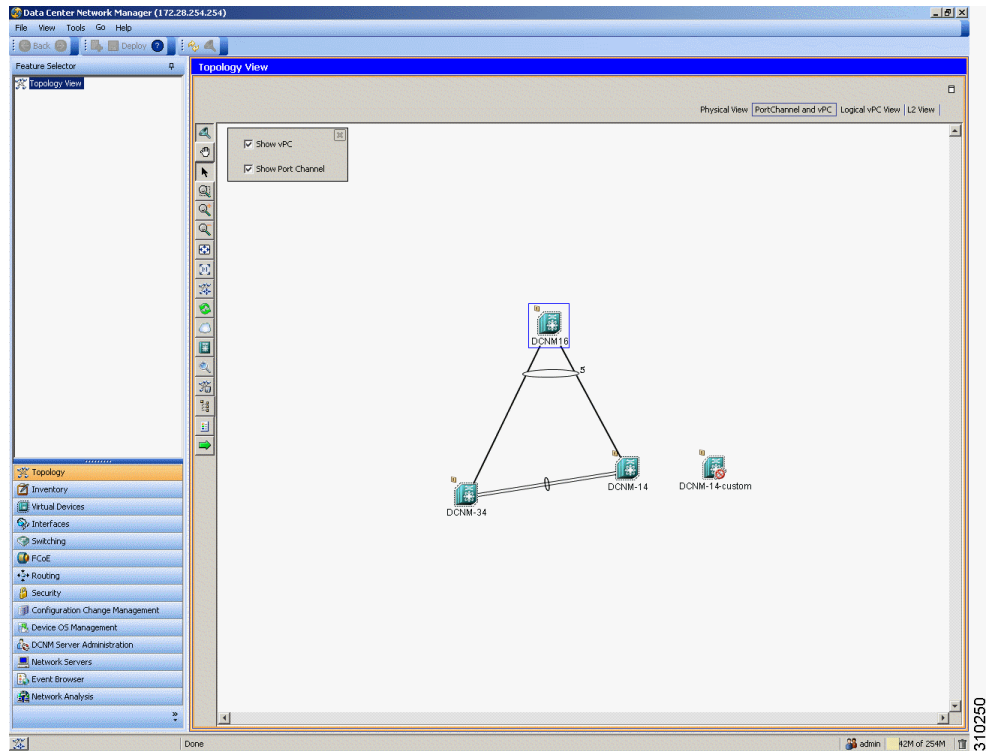 Data Center Network Manager (172.28.254.254)
File View Tools Go Help
Back Deploy
Feature Selector
Topology View
Topology View
Physical View PortChannel and vPC Logical vPC View L2 View
Show vPC
Show Port Channel
DCNM16
5
DCNM-34
DCNM-14
DCNM-14-custom
Topology
Inventory
Virtual Devices
Interfaces
Switching
FCoE
Routing
Security
Configuration Change Management
Device OS Management
DCNM Server Administration
Network Servers
Event Browser
Network Analysis
Done
admin
42M of 254M
310250